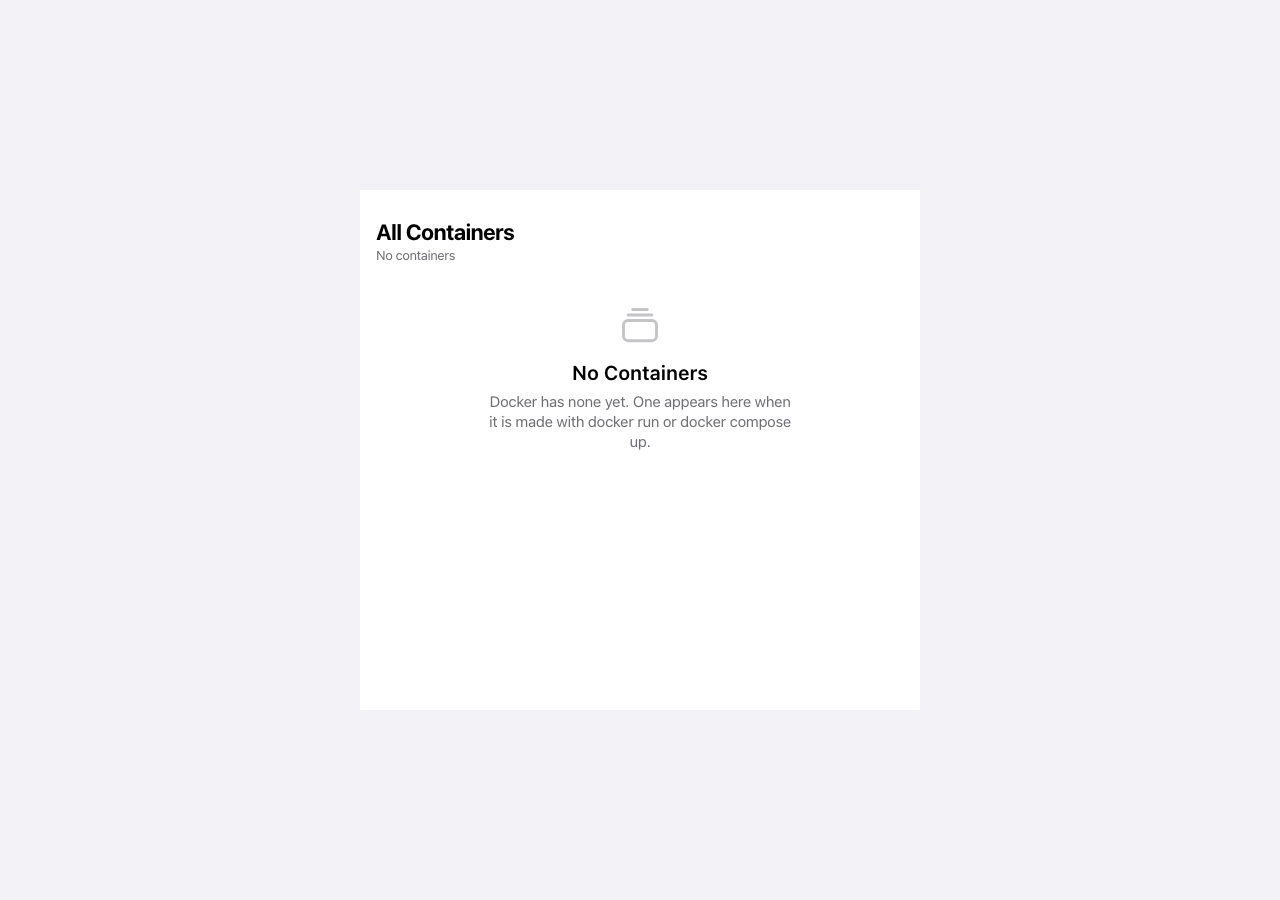 All Containers
No containers
No Containers
Docker has none yet. One appears here when
it is made with docker run or docker compose
up.